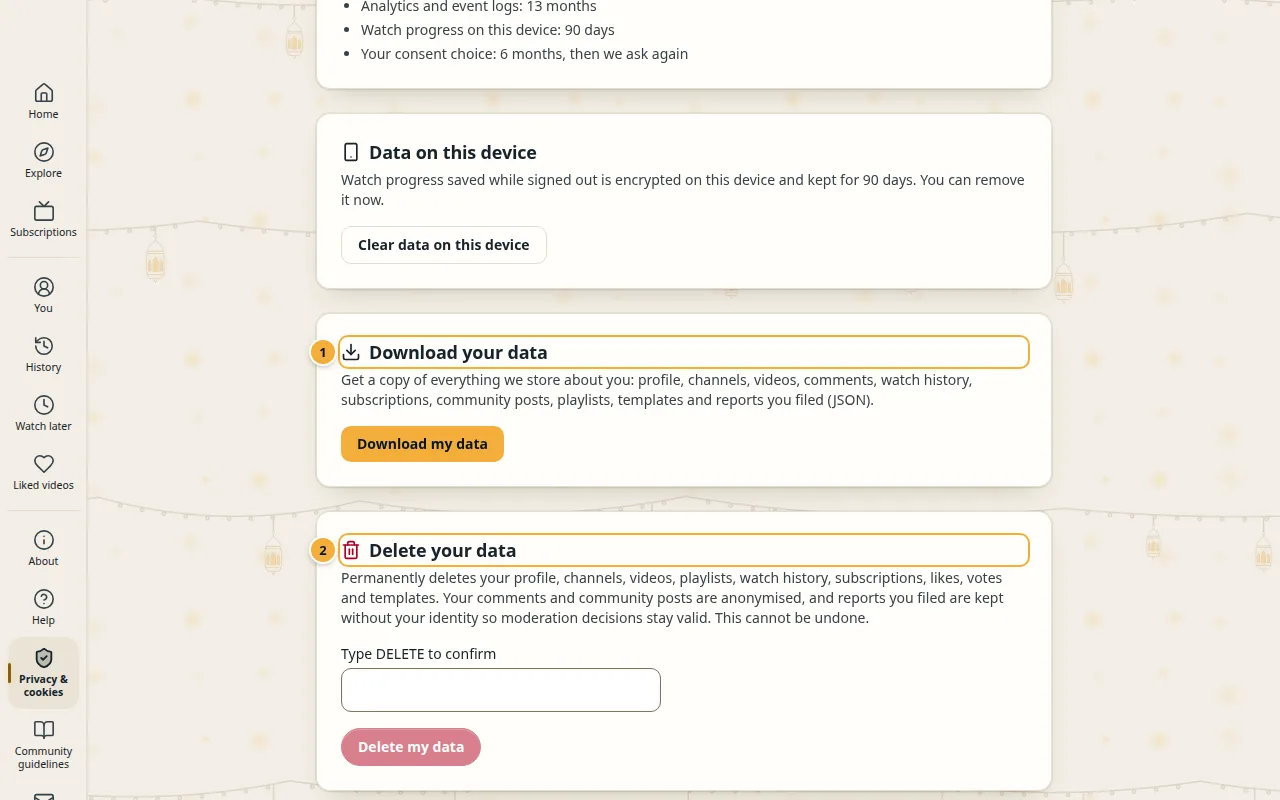 Analytics and event logs: 13 months
Watch progress on this device: 90 days
Your consent choice: 6 months, then we ask again
Home
Explore
Subscriptions
You
History
Watch later
Liked videos
About
Help
Privacy &
cookies
Community
guidelines
Data on this device
Watch progress saved while signed out is encrypted on this device and kept for 90 days. You can remove
it now.
Clear data on this device
1
Download your data
Get a copy of everything we store about you: profile, channels, videos, comments, watch history,
subscriptions, community posts, playlists, templates and reports you filed (JSON).
Download my data
2
Delete your data
Permanently deletes your profile, channels, videos, playlists, watch history, subscriptions, likes, votes
and templates. Your comments and community posts are anonymised, and reports you filed are kept
without your identity so moderation decisions stay valid. This cannot be undone.
Type DELETE to confirm
Delete my data